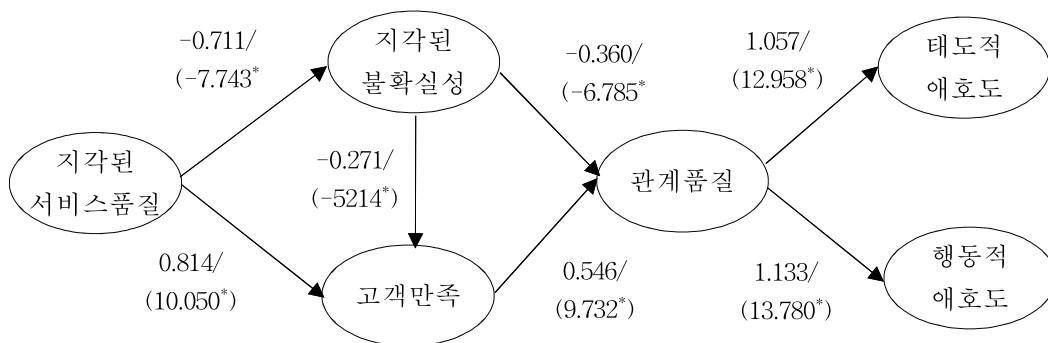 -0.711/
(-7.743*
지각된
불확실성
-0.360/
(-6.785*
1.057/
(12.958*)
태도적
애호도
지각된
서비스품질
-0.271/
(-5214*)
관계품질
0.814/
(10.050*)
고객만족
0.546/
(9.732*)
1.133/
(13.780*)
행동적
애호도